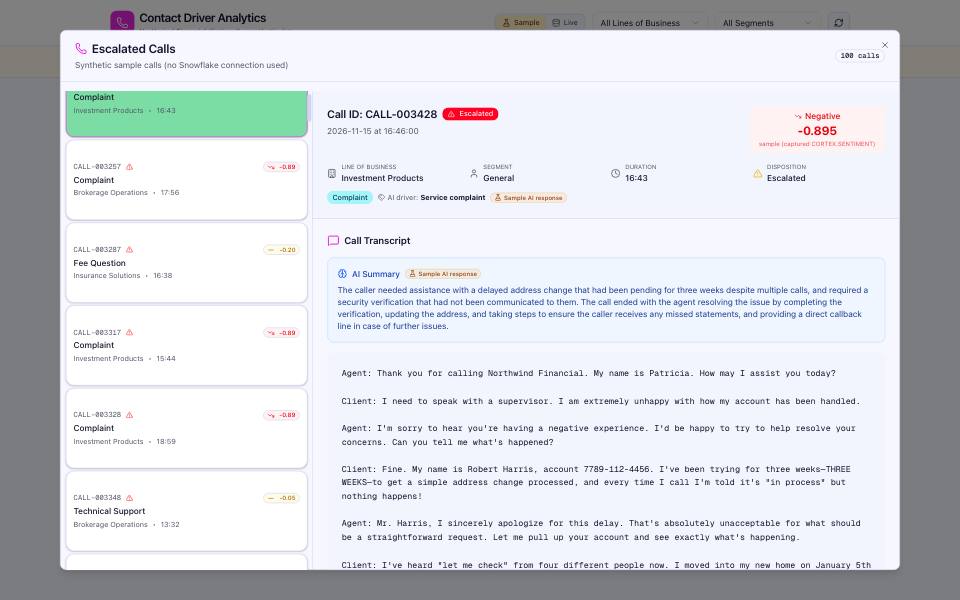 Contact Driver Analytics
Sample
Live
All Lines of Business
All Segments
Escalated Calls
Synthetic sample calls (no Snowflake connection used)
100 calls
Complaint
Investment Products • 16:43
CALL-003257
-0.89
Complaint
Brokerage Operations • 17:56
CALL-003287
-0.20
Fee Question
Insurance Solutions • 16:38
CALL-003317
-0.89
Complaint
Investment Products • 15:44
CALL-003328
-0.89
Complaint
Investment Products • 18:59
CALL-003348
-0.05
Technical Support
Brokerage Operations • 13:32
Call ID: CALL-003428
Escalated
2026-11-15 at 16:46:00
Negative
-0.895
sample (captured CORTEX.SENTIMENT)
LINE OF BUSINESS
Investment Products
SEGMENT
General
DURATION
16:43
DISPOSITION
Escalated
Complaint
AI driver: Service complaint
Sample AI response
Call Transcript
AI Summary
Sample AI response
The caller needed assistance with a delayed address change that had been pending for three weeks despite multiple calls, and required a
security verification that had not been communicated to them. The call ended with the agent resolving the issue by completing the
verification, updating the address, and taking steps to ensure the caller receives any missed statements, and providing a direct callback
line in case of further issues.
Agent: Thank you for calling Northwind Financial. My name is Patricia. How may I assist you today?
Client: I need to speak with a supervisor. I am extremely unhappy with how my account has been handled.
Agent: I'm sorry to hear you're having a negative experience. I'd be happy to try to help resolve your
concerns. Can you tell me what's happened?
Client: Fine. My name is Robert Harris, account 7789-112-4456. I've been trying for three weeks—THREE
WEEKS—to get a simple address change processed, and every time I call I'm told it's "in process" but
nothing happens!
Agent: Mr. Harris, I sincerely apologize for this delay. That's absolutely unacceptable for what should
be a straightforward request. Let me pull up your account and see exactly what's happening.
Client: I've heard "let me check" from four different people now. I moved into my new home on January 5th